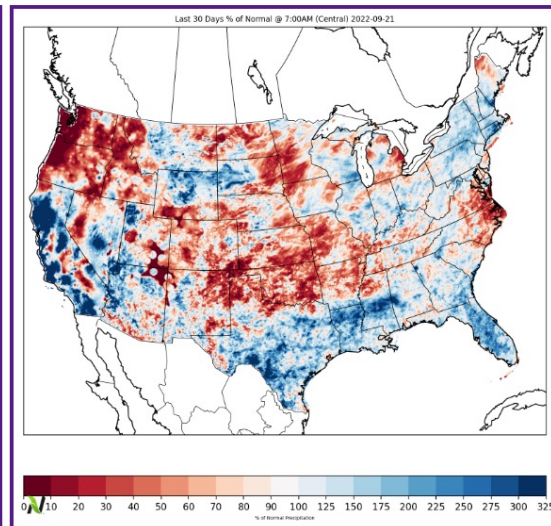 Last 30 Days % of Normal @ 7:00AM (Central) 2022-09-21
0 10 20 30 40 50 60 70 80 90 100 125 150 175 200 225 250 275 300 325
% of Normal Precipitation